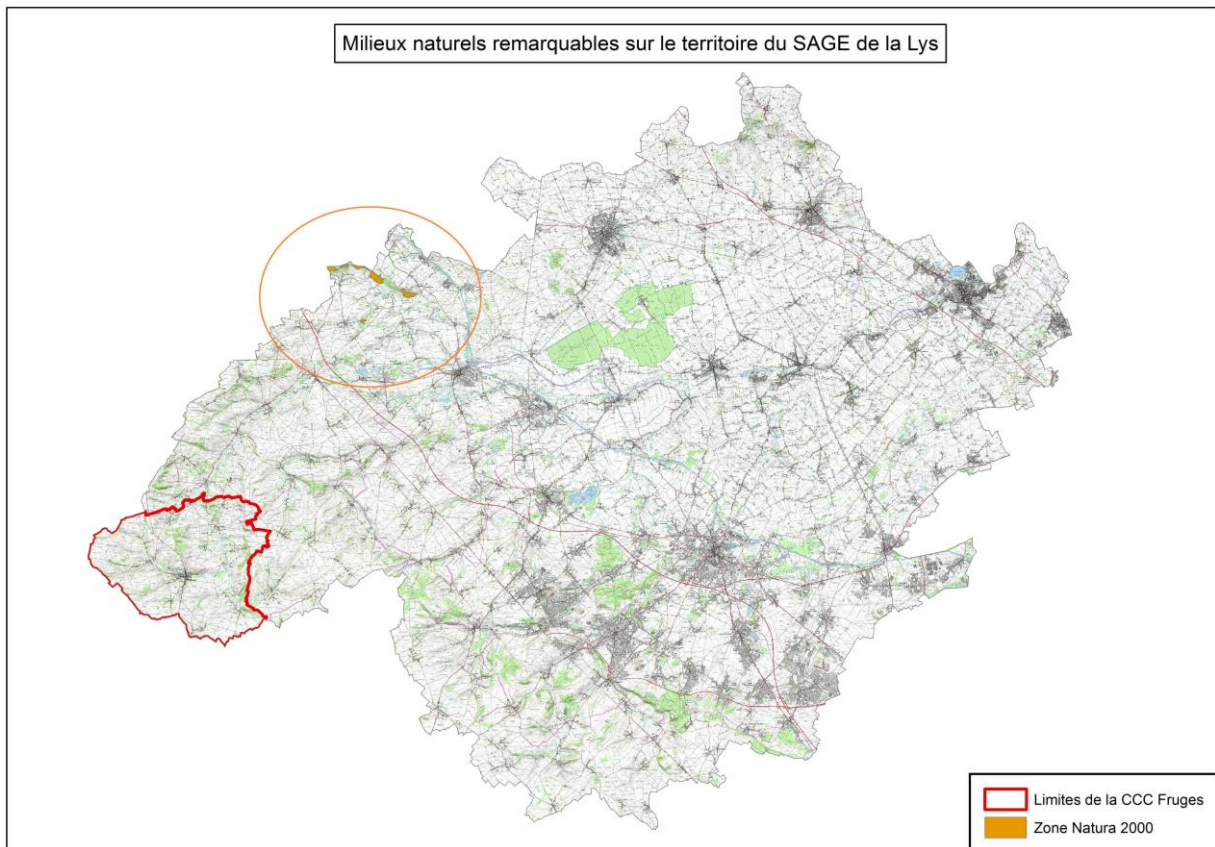 Milieux naturels remarquables sur le territoire du SAGE de la Lys
Limites de la CCC Fruges
Zone Natura 2000